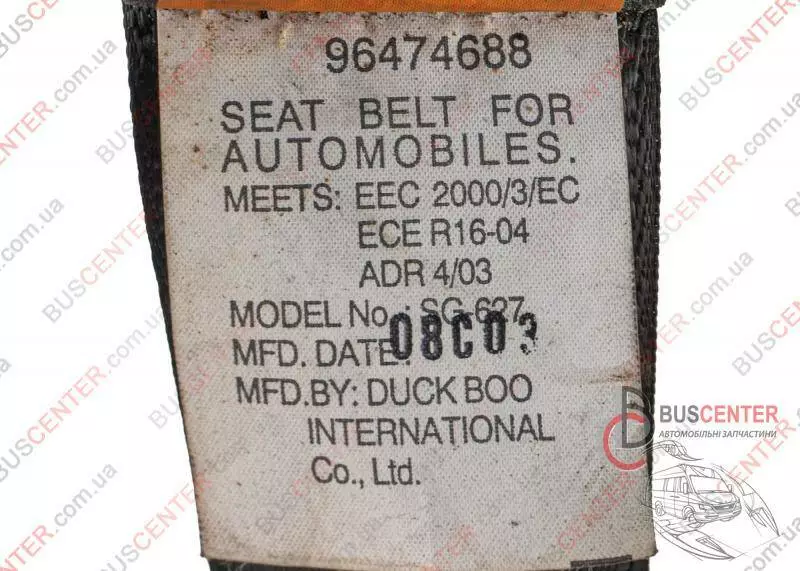 96474688
SEAT BELT FOR
AUTOMOBILES.
MEETS: EEC 2000/3/EC
ECE R16-04
ADR 4/03
MODEL No.: SG-627
MFD. DATE: 08C03
MFD.BY: DUCK BOO
INTERNATIONAL
Co., Ltd.
BUSCENTER
АВТОМОБІЛЬНІ ЗАПЧАСТИНИ
BUSCENTER.com.ua